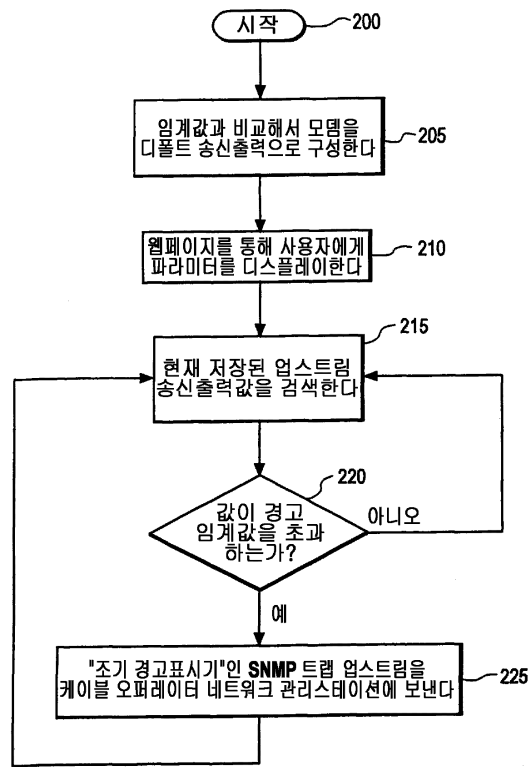 시작
200
임계값과 비교해서 모뎀을
디폴트 송신출력으로 구성한다
205
웹페이지를 통해 사용자에게
파라미터를 디스플레이한다
210
215
현재 저장된 업스트림
송신출력값을 검색한다
220
값이 경고
임계값을 초과
하는가?
아니오
예
"조기 경고표시기"인 SNMP 트랩 업스트림을
케이블 오퍼레이터 네트워크 관리스테이션에 보낸다
225